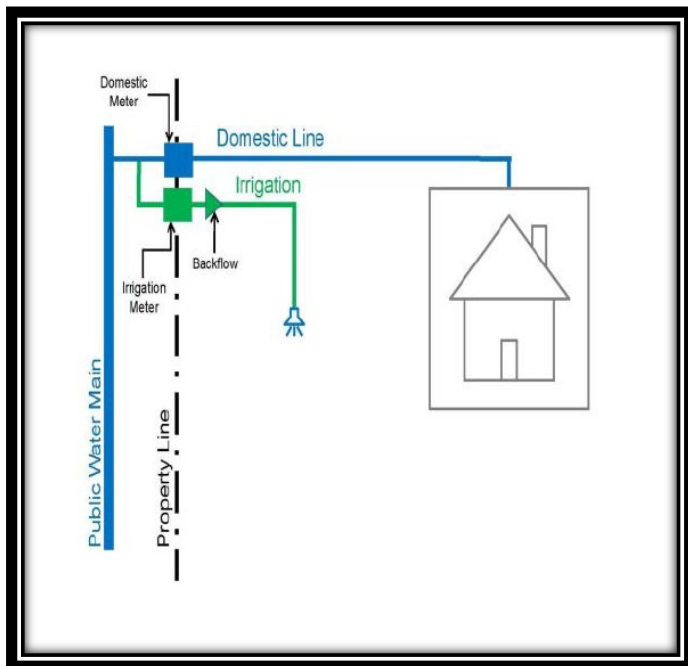 Domestic
Meter
Domestic Line
Irrigation
Backflow
Irrigation
Meter
Public Water Main
Property Line